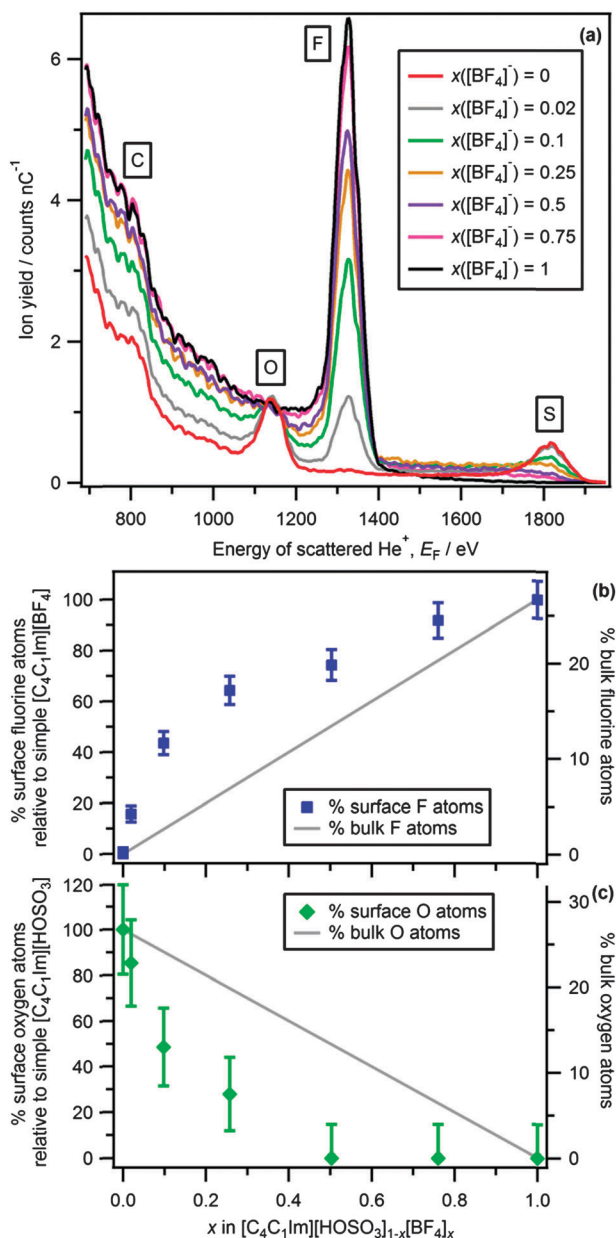 (a)
F
C
O
S
x([BF₄]⁻) = 0
x([BF₄]⁻) = 0.02
x([BF₄]⁻) = 0.1
x([BF₄]⁻) = 0.25
x([BF₄]⁻) = 0.5
x([BF₄]⁻) = 0.75
x([BF₄]⁻) = 1
Ion yield / counts nC⁻¹
6
4
2
0
800 1000 1200 1400 1600 1800
Energy of scattered He⁺, E_F / eV
(b)
% surface fluorine atoms
relative to simple [C₄C₁Im][BF₄]
100
80
60
40
20
0
% surface F atoms
% bulk F atoms
20
10
0
% bulk fluorine atoms
(c)
% surface oxygen atoms
relative to simple [C₄C₁Im][HOSO₃]
120
100
80
60
40
20
0
% surface O atoms
% bulk O atoms
30
20
10
0
% bulk oxygen atoms
0.0 0.2 0.4 0.6 0.8 1.0
x in [C₄C₁Im][HOSO₃]₁₋ₓ[BF₄]ₓ